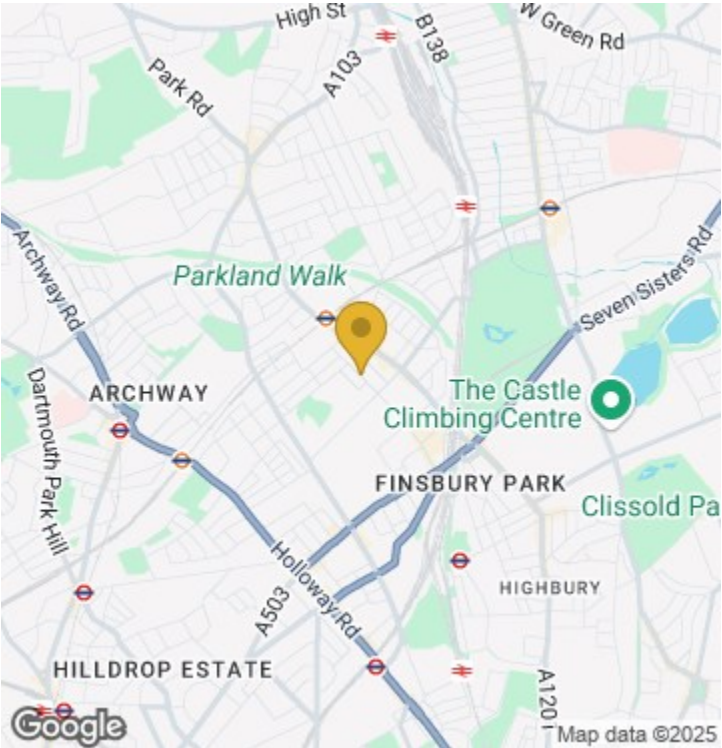 High St
B138
W Green Rd
A103
Park Rd
Archway Rd
Parkland Walk
Seven Sisters Rd
ARCHWAY
The Castle
Climbing Centre
Dartmouth Park Hill
FINSBURY PARK
Clissold Pa
HIGHBURY
Holloway Rd
A503
HILLDROP ESTATE
A120
Google
Map data ©2025